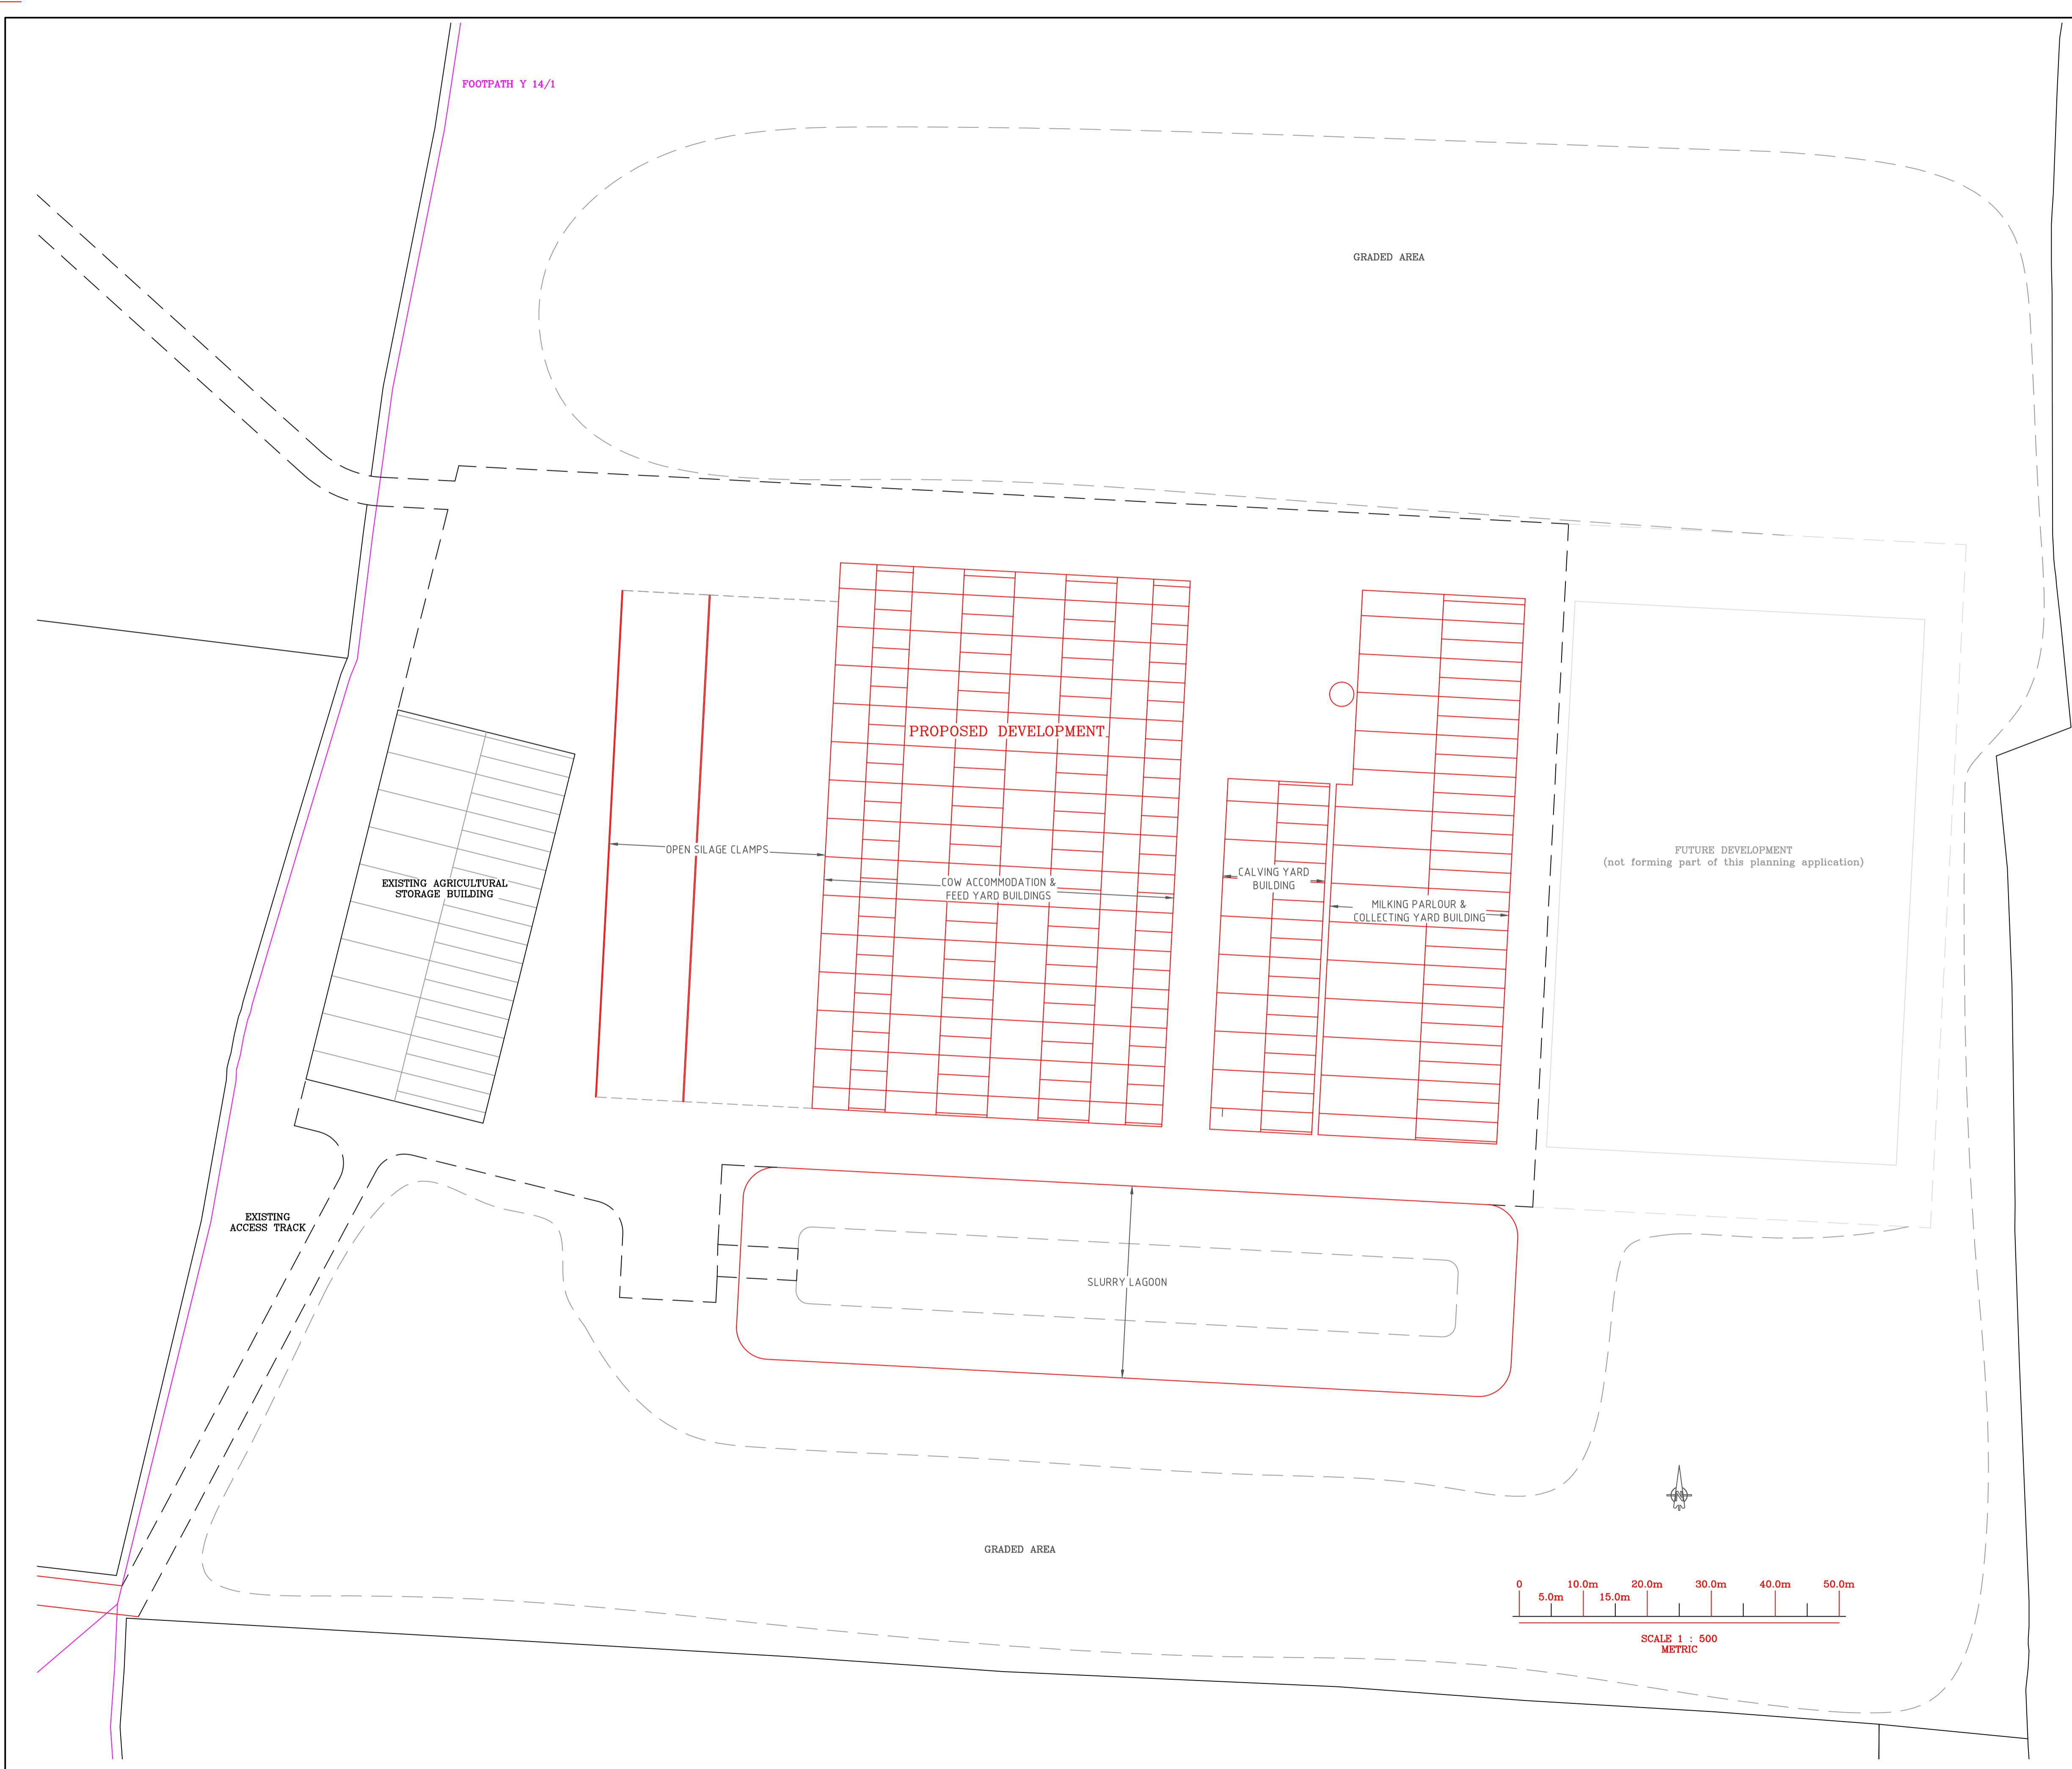 FOOTPATH Y 14/1
GRADED AREA
PROPOSED DEVELOPMENT
OPEN SILAGE CLAMPS
FUTURE DEVELOPMENT
(not forming part of this planning application)
CALVING YARD
BUILDING
EXISTING AGRICULTURAL
STORAGE BUILDING
COW ACCOMMODATION &
FEED YARD BUILDINGS
MILKING PARLOUR &
COLLECTING YARD BUILDING
EXISTING
ACCESS TRACK
SLURRY LAGOON
N
GRADED AREA
0 10.0m 20.0m 30.0m 40.0m 50.0m
5.0m 15.0m
SCALE 1 : 500
METRIC